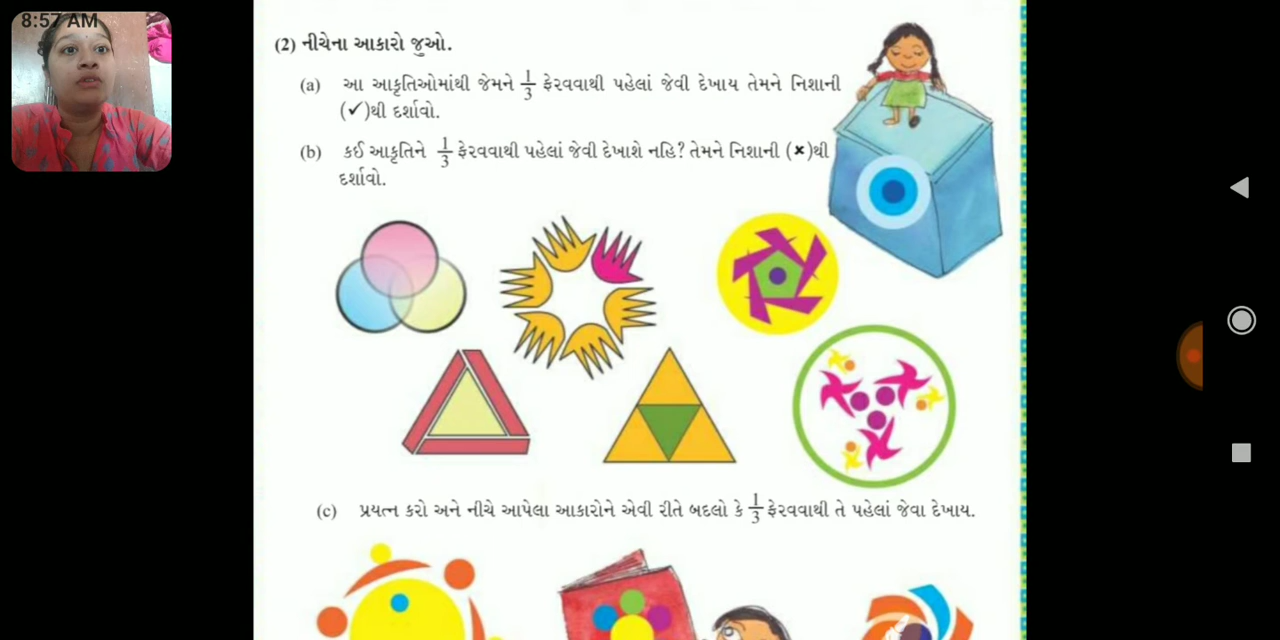 8:57 AM
(2) નીચેના આકારો જુઓ.
(a) આ આકૃતિઓમાંથી જેમને 1/3 ફેરવવાથી પહેલાં જેવી દેખાય તેમને નિશાની
(✓)થી દર્શાવો.
(b) કઈ આકૃતિને 1/3 ફેરવવાથી પહેલાં જેવી દેખાશે નહિ? તેમને નિશાની (✖)થી
દર્શાવો.
(c) પ્રયત્ન કરો અને નીચે આપેલા આકારોને એવી રીતે બદલો કે 1/3 ફેરવવાથી તે પહેલાં જેવા દેખાય.